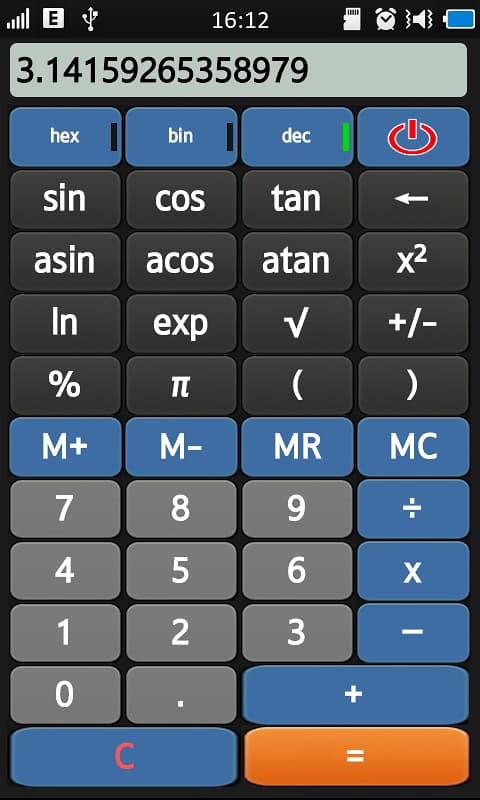 E 16:12
3.14159265358979
hex bin dec
sin cos tan ←
asin acos atan x²
ln exp √ +/-
% π ( )
M+ M- MR MC
7 8 9 ÷
4 5 6 x
1 2 3 −
0 . +
C =